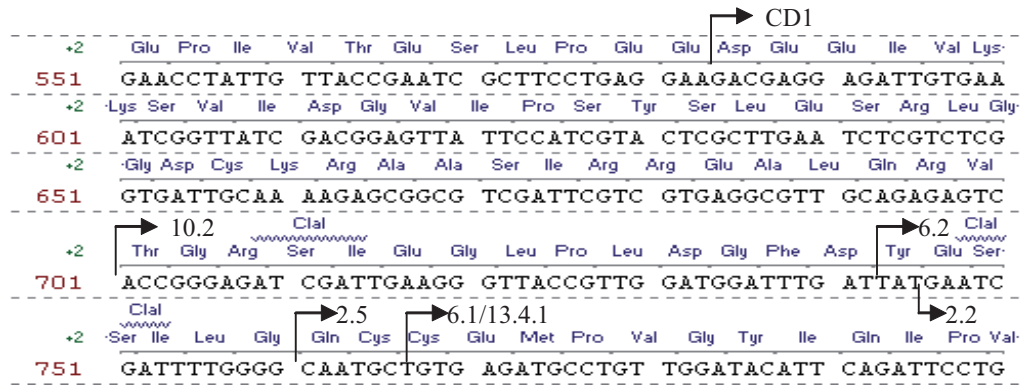 CD1
+2 Glu Pro Ile Val Thr Glu Ser Leu Pro Glu Glu Asp Glu Glu Ile Val Lys·
551 GAACCTATTG TTACCGAATC GCTTCCTGAG GAAGACGAGG AGATTGTGAA
+2 ·Lys Ser Val Ile Asp Gly Val Ile Pro Ser Tyr Ser Leu Glu Ser Arg Leu Gly·
601 ATCGGTTATC GACGGAGTTA TTCCATCGTA CTCGCTTGAA TCTCGTCTCG
+2 ·Gly Asp Cys Lys Arg Ala Ala Ser Ile Arg Arg Glu Ala Leu Gln Arg Val
651 GTGATTGCAA AAGAGCGGCG TCGATTCGTC GTGAGGCGTT GCAGAGAGTC
10.2 ClaI 6.2 ClaI
+2 Thr Gly Arg Ser Ile Glu Gly Leu Pro Leu Asp Gly Phe Asp Tyr Glu Ser·
701 ACCGGGAGAT CGATTGAAGG GTTACCGTTG GATGGATTTG ATTATGAATC
ClaI 2.5 6.1/13.4.1 2.2
+2 ·Ser Ile Leu Gly Gln Cys Cys Glu Met Pro Val Gly Tyr Ile Gln Ile Pro Val·
751 GATTTTGGGG CAATGCTGTG AGATGCCTGT TGGATACATT CAGATTCCTG